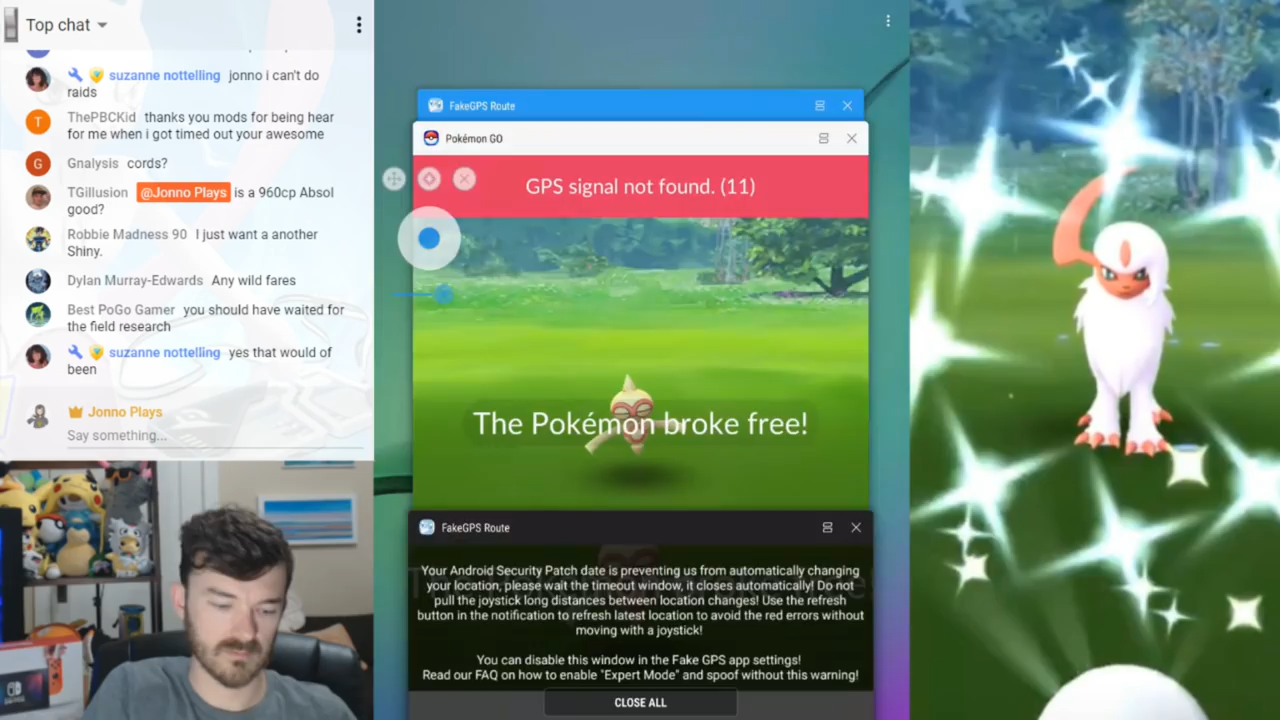 Top chat
suzanne nottelling jonno i can't do
raids
ThePBCKid thanks you mods for being hear
for me when i got timed out your awesome
Gnalysis cords?
TGillusion @Jonno Plays is a 960cp Absol
good?
Robbie Madness 90 I just want a another
Shiny.
Dylan Murray-Edwards Any wild fares
Best PoGo Gamer you should have waited for
the field research
suzanne nottelling yes that would of
been
Jonno Plays
Say something...
FakeGPS Route
Pokémon GO
GPS signal not found. (11)
The Pokémon broke free!
FakeGPS Route
Your Android Security Patch date is preventing us from automatically changing
your location, please wait the timeout window, it closes automatically! Do not
pull the joystick long distances between location changes! Use the refresh
button in the notification to refresh latest location to avoid the red errors without
moving with a joystick!
You can disable this window in the Fake GPS app settings!
Read our FAQ on how to enable "Expert Mode" and spoof without this warning!
CLOSE ALL
T
G